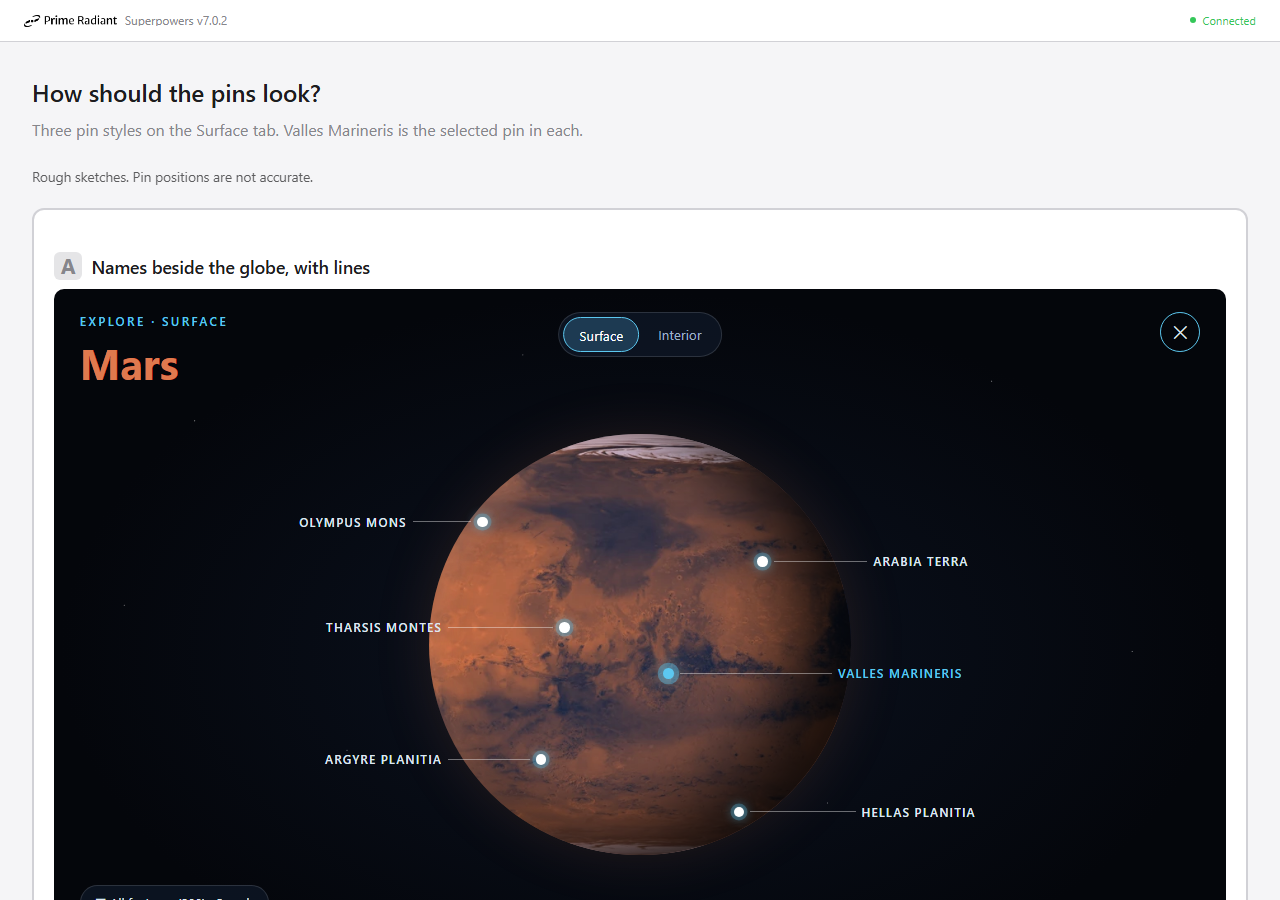 Prime Radiant Superpowers v7.0.2
Connected
How should the pins look?
Three pin styles on the Surface tab. Valles Marineris is the selected pin in each.
Rough sketches. Pin positions are not accurate.
A Names beside the globe, with lines
EXPLORE · SURFACE
Surface Interior
Mars
OLYMPUS MONS
ARABIA TERRA
THARSIS MONTES
VALLES MARINERIS
ARGYRE PLANITIA
HELLAS PLANITIA